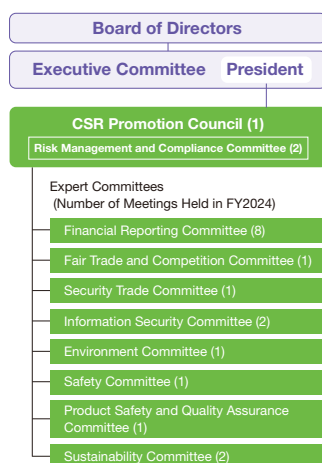 Board of Directors
Executive Committee President
CSR Promotion Council (1)
Risk Management and Compliance Committee (2)
Expert Committees
(Number of Meetings Held in FY2024)
Financial Reporting Committee (8)
Fair Trade and Competition Committee (1)
Security Trade Committee (1)
Information Security Committee (2)
Environment Committee (1)
Safety Committee (1)
Product Safety and Quality Assurance
Committee (1)
Sustainability Committee (2)